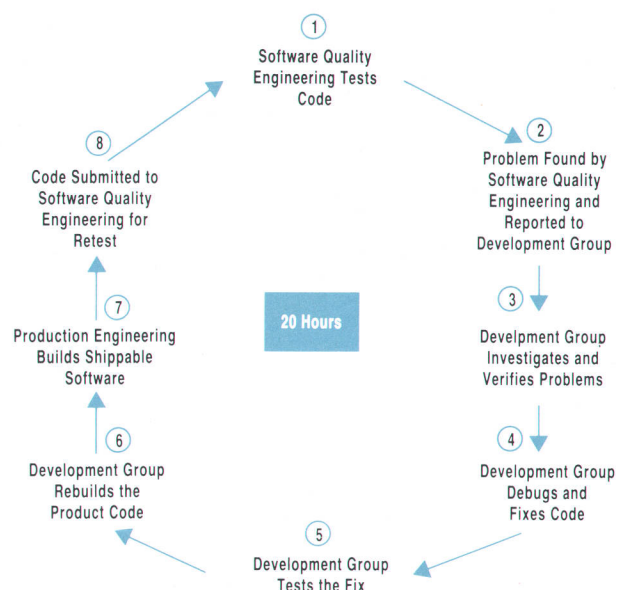 1
Software Quality
Engineering Tests
Code
2
Problem Found by
Software Quality
Engineering and
Reported to
Development Group
3
Develpment Group
Investigates and
Verifies Problems
4
Development Group
Debugs and
Fixes Code
5
Development Group
Tests the Fix
6
Development Group
Rebuilds the
Product Code
7
Production Engineering
Builds Shippable
Software
8
Code Submitted to
Software Quality
Engineering for
Retest
20 Hours